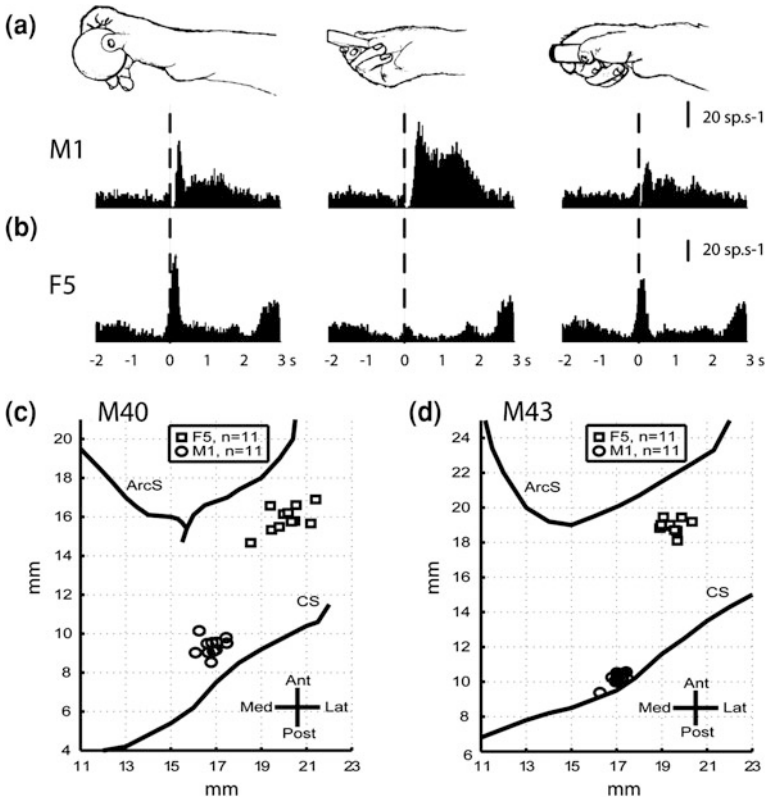 (a)
M1
20 sp.s-1
(b)
F5
20 sp.s-1
-2 -1 0 1 2 3 s
-2 -1 0 1 2 3 s
-2 -1 0 1 2 3 s
(c) M40
F5, n=11
M1, n=11
ArcS
CS
Ant
Med Lat
Post
20
18
16
14
12
10
8
6
4
mm
11 13 15 17 19 21 23
mm
(d) M43
F5, n=11
M1, n=11
ArcS
CS
Ant
Med Lat
Post
24
22
20
18
16
14
12
10
8
6
mm
11 13 15 17 19 21 23
mm